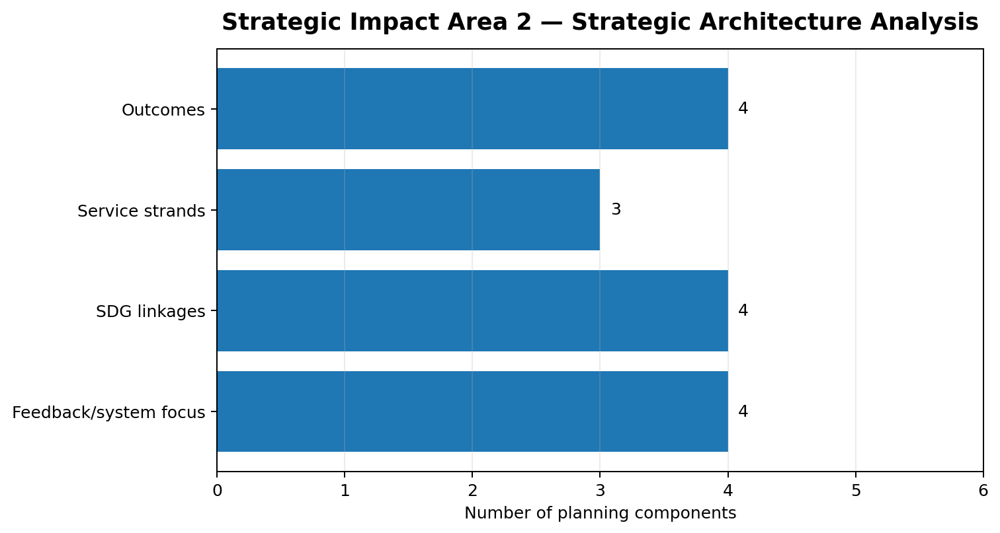 Strategic Impact Area 2 — Strategic Architecture Analysis
Outcomes
4
Service strands
3
SDG linkages
4
Feedback/system focus
4
0 1 2 3 4 5 6
Number of planning components